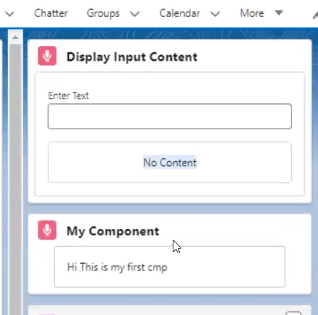 Chatter Groups Calendar More
Display Input Content
Enter Text
No Content
My Component
Hi This is my first cmp